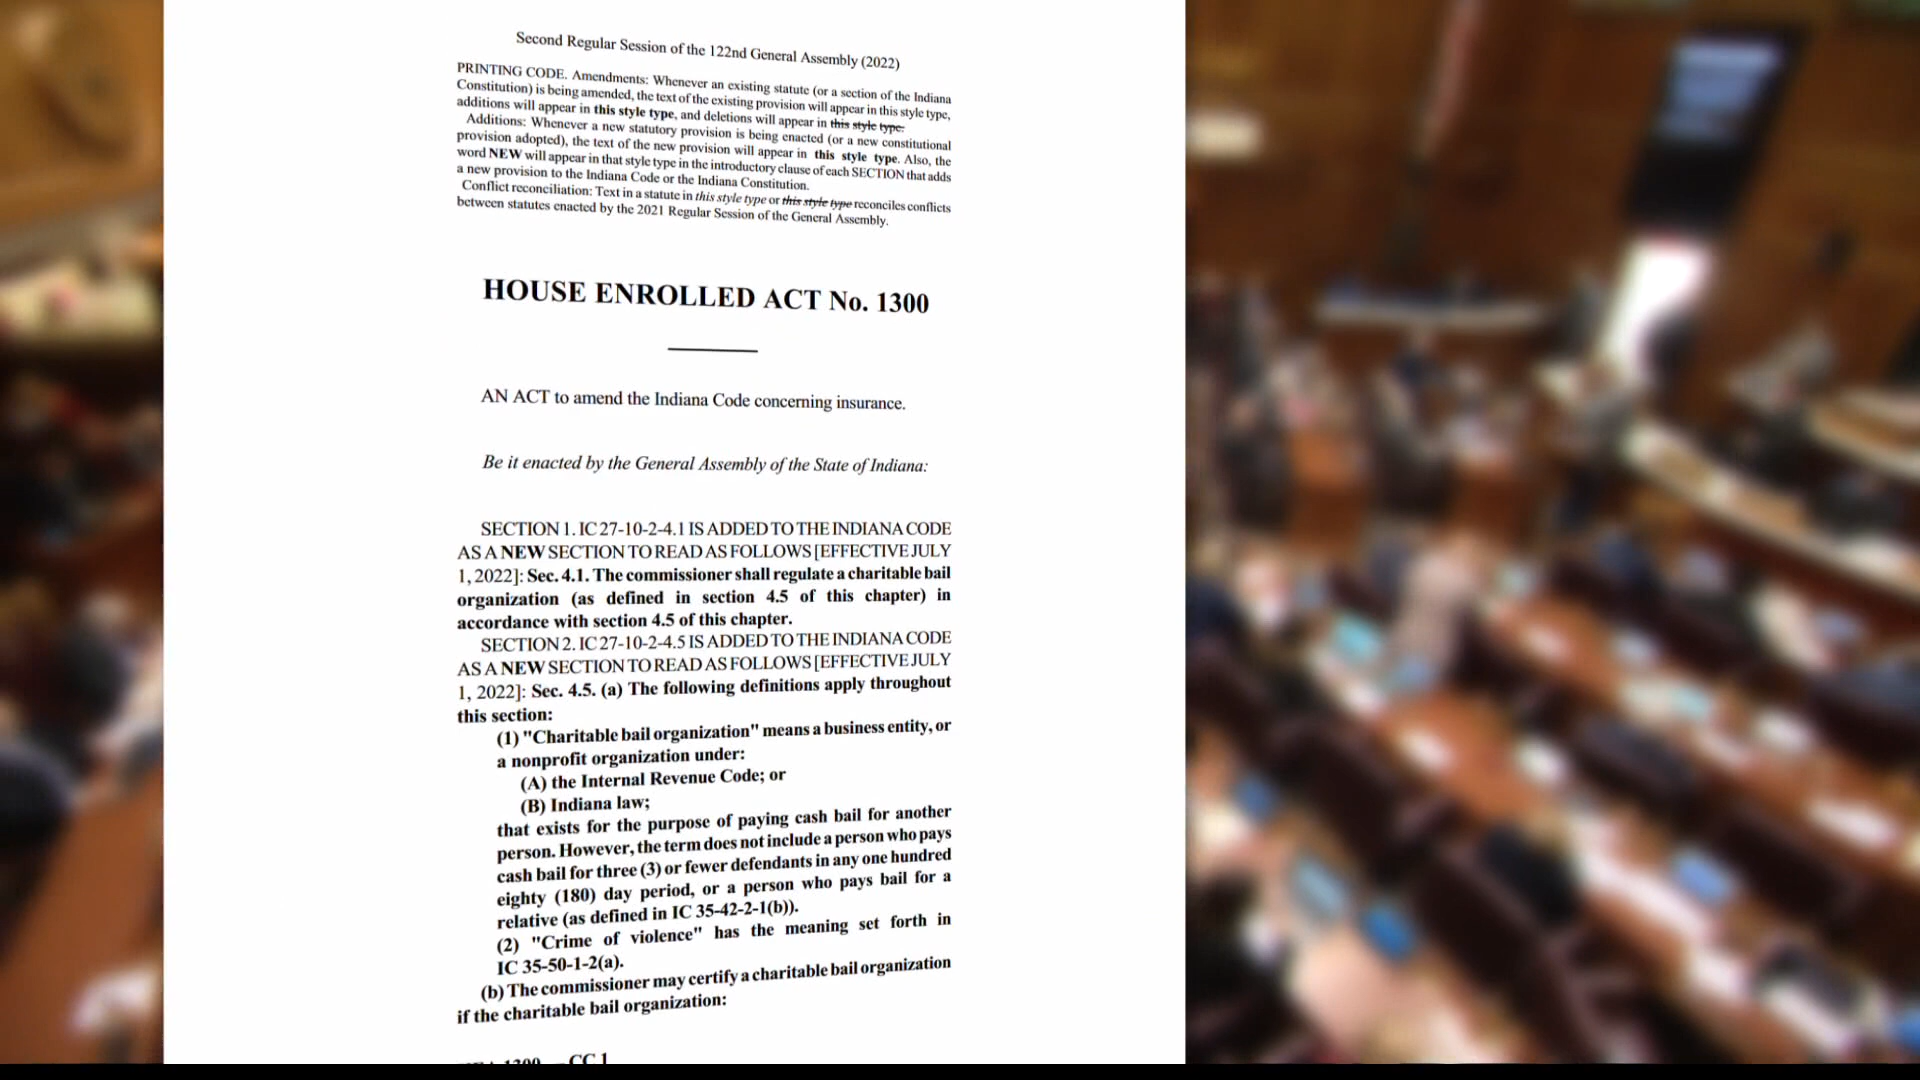 Second Regular Session of the 122nd General Assembly (2022)
PRINTING CODE. Amendments: Whenever an existing statute (or a section of the Indiana
Constitution) is being amended, the text of the existing provision will appear in this style type,
additions will appear in this style type, and deletions will appear in this style type.
Additions: Whenever a new statutory provision is being enacted (or a new constitutional
provision adopted), the text of the new provision will appear in this style type. Also, the
word NEW will appear in that style type in the introductory clause of each SECTION that adds
a new provision to the Indiana Code or the Indiana Constitution.
Conflict reconciliation: Text in a statute in this style type or this style type reconciles conflicts
between statutes enacted by the 2021 Regular Session of the General Assembly.
HOUSE ENROLLED ACT No. 1300
AN ACT to amend the Indiana Code concerning insurance.
Be it enacted by the General Assembly of the State of Indiana:
SECTION 1. IC 27-10-2-4.1 IS ADDED TO THE INDIANA CODE
AS A NEW SECTION TO READ AS FOLLOWS [EFFECTIVE JULY
1, 2022]: Sec. 4.1. The commissioner shall regulate a charitable bail
organization (as defined in section 4.5 of this chapter) in
accordance with section 4.5 of this chapter.
SECTION 2. IC 27-10-2-4.5 IS ADDED TO THE INDIANA CODE
AS A NEW SECTION TO READ AS FOLLOWS [EFFECTIVE JULY
1, 2022]: Sec. 4.5. (a) The following definitions apply throughout
this section:
(1) "Charitable bail organization" means a business entity, or
a nonprofit organization under:
(A) the Internal Revenue Code; or
(B) Indiana law;
that exists for the purpose of paying cash bail for another
person. However, the term does not include a person who pays
cash bail for three (3) or fewer defendants in any one hundred
eighty (180) day period, or a person who pays bail for a
relative (as defined in IC 35-42-2-1(b)).
(2) "Crime of violence" has the meaning set forth in
IC 35-50-1-2(a).
(b) The commissioner may certify a charitable bail organization
if the charitable bail organization:
1300 — CC 1